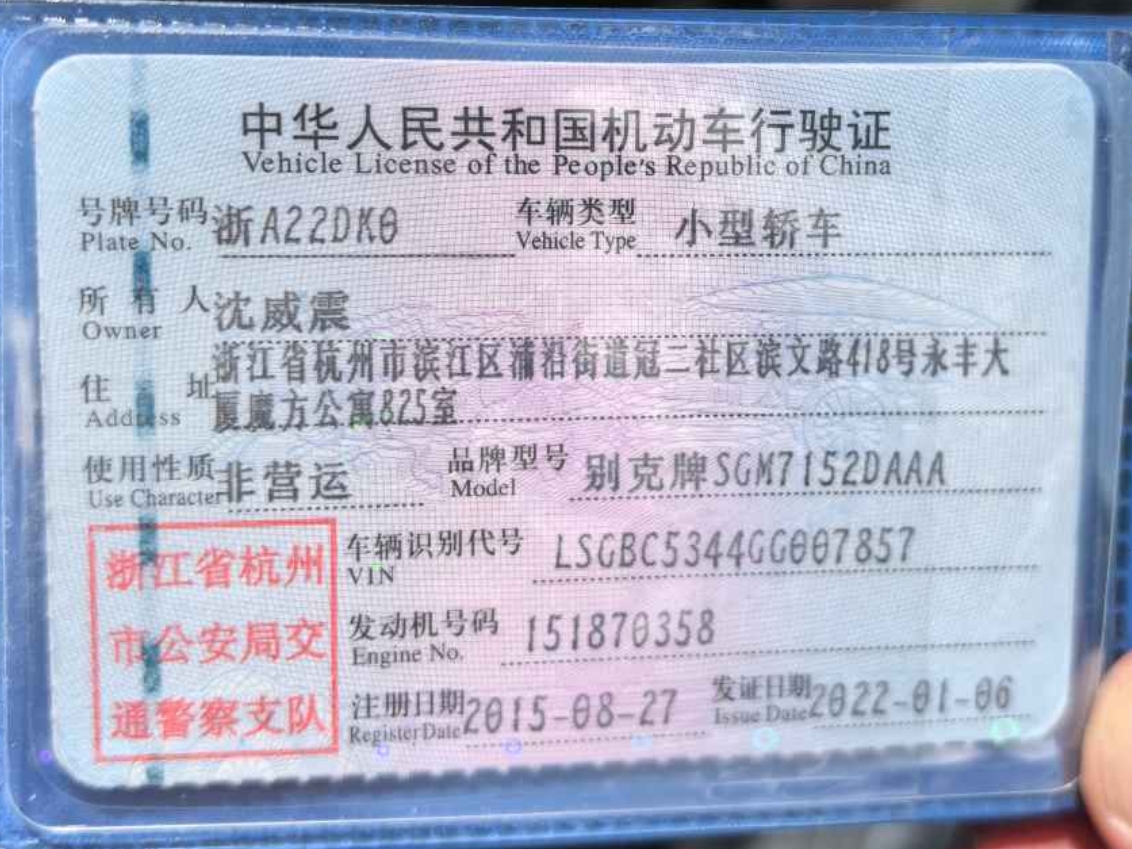 中华人民共和国机动车行驶证
Vehicle License of the People's Republic of China
号牌号码 浙A22DK0 车辆类型 小型轿车
Plate No. Vehicle Type
所有人 沈威震
Owner
住址 浙江省杭州市滨江区浦沿街道冠二社区滨文路418号永丰大
Address 厦魔方公寓825室
使用性质 非营运 品牌型号 别克牌SGM7152DAAA
Use Character Model
浙江省杭州 车辆识别代号 LSGBC5344GG007857
VIN
市公安局交 发动机号码 151870358
Engine No.
通警察支队 注册日期 2015-08-27 发证日期 2022-01-06
Register Date Issue Date